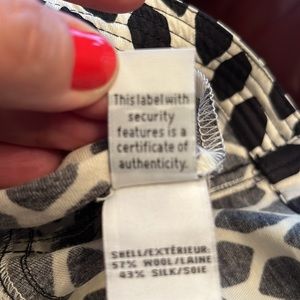 This label with
security
features is a
certificate of
authenticity.
SHELL/EXTÉRIEUR:
57% WOOL/LAINE
43% SILK/SOIE